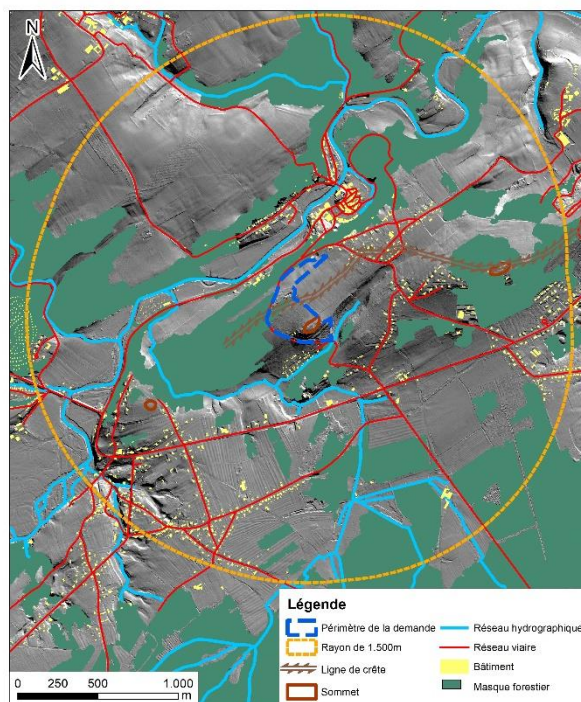 N
Légende
Périmètre de la demande
Rayon de 1.500m
Ligne de crête
Sommet
Réseau hydrographique
Réseau viaire
Bâtiment
Masque forestier
0 250 500 1.000
m